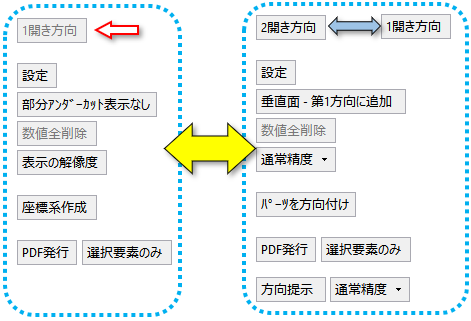 1開き方向
設定
部分アンダーカット表示なし
数値全削除
表示の解像度
座標系作成
PDF発行 選択要素のみ
2開き方向 1開き方向
設定
垂直面 - 第1方向に追加
数値全削除
通常精度
パーツを方向付け
PDF発行 選択要素のみ
方向提示 通常精度